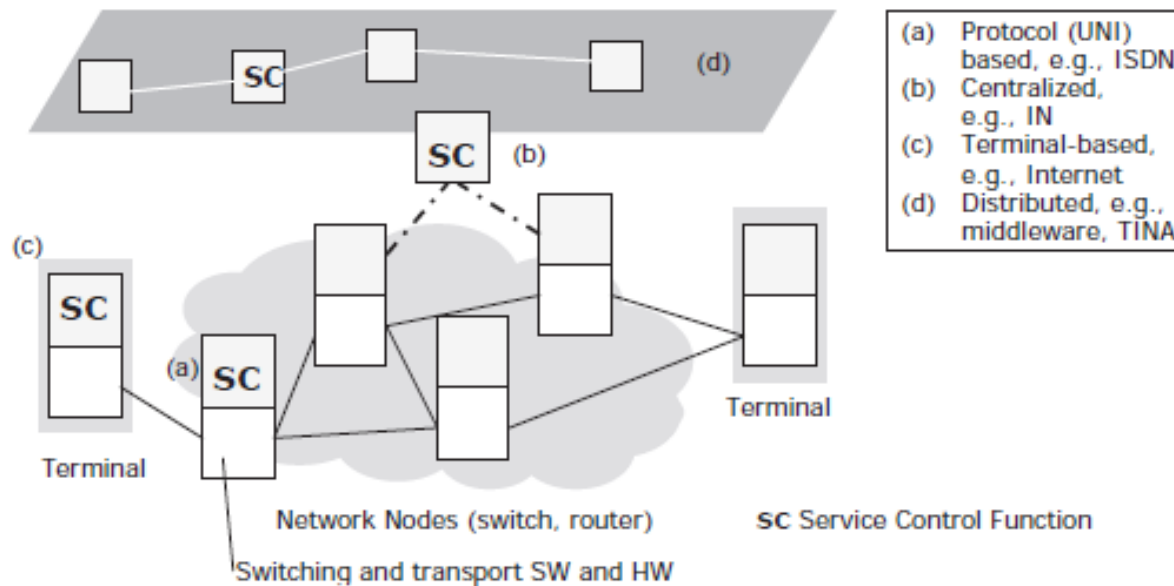 SC
(d)
SC
(b)
(a) Protocol (UNI)
based, e.g., ISDN
(b) Centralized,
e.g., IN
(c) Terminal-based,
e.g., Internet
(d) Distributed, e.g.,
middleware, TINA
(c)
SC
(a)
SC
Terminal
Terminal
Network Nodes (switch, router)
SC Service Control Function
Switching and transport SW and HW